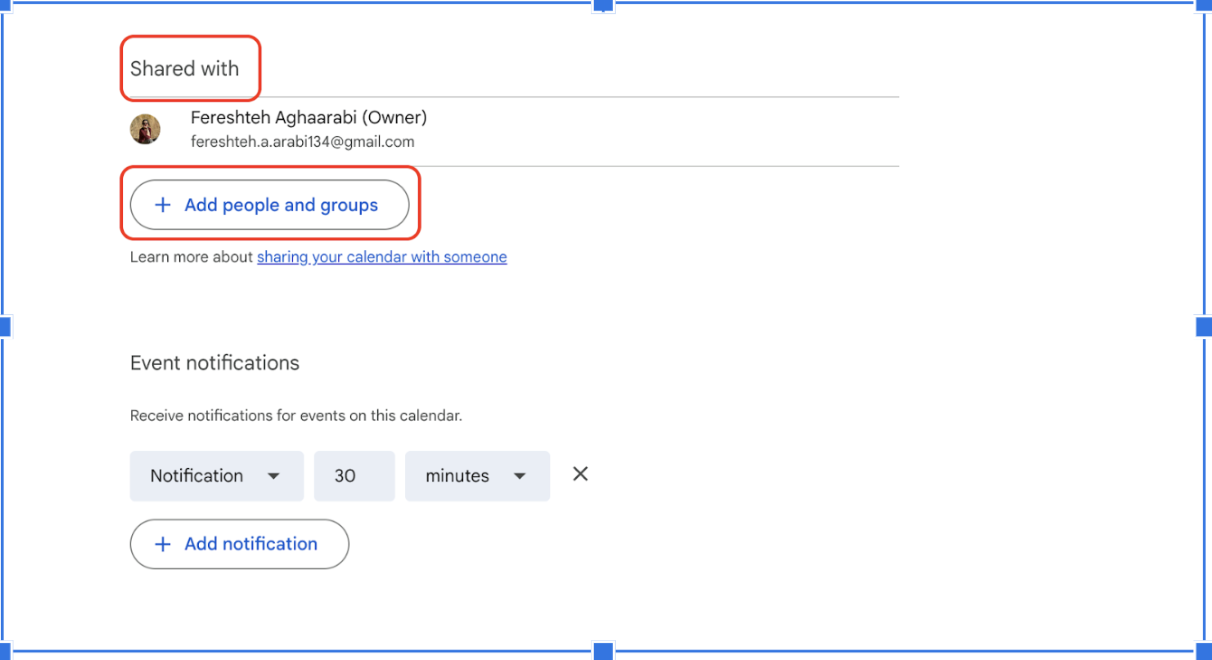 Shared with
Fereshteh Aghaarabi (Owner)
fereshteh.a.arabi134@gmail.com
+ Add people and groups
Learn more about sharing your calendar with someone
Event notifications
Receive notifications for events on this calendar.
Notification 30 minutes
+ Add notification